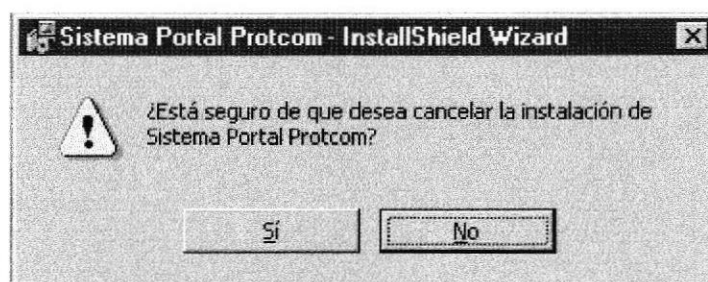 Sistema Portal Protcom - InstallShield Wizard
¿Está seguro de que desea cancelar la instalación de
Sistema Portal Protcom?
Sí
No